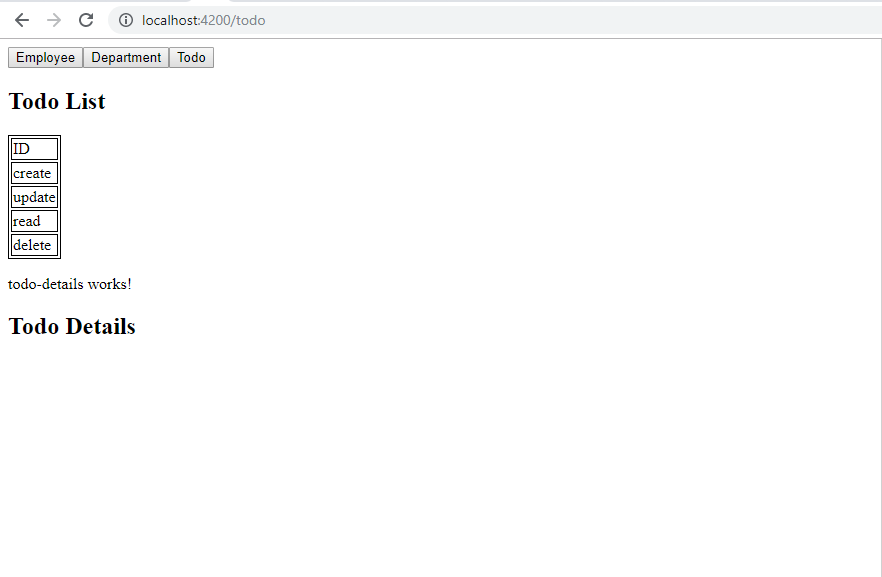 localhost:4200/todo
Employee Department Todo
Todo List
ID
create
update
read
delete
todo-details works!
Todo Details